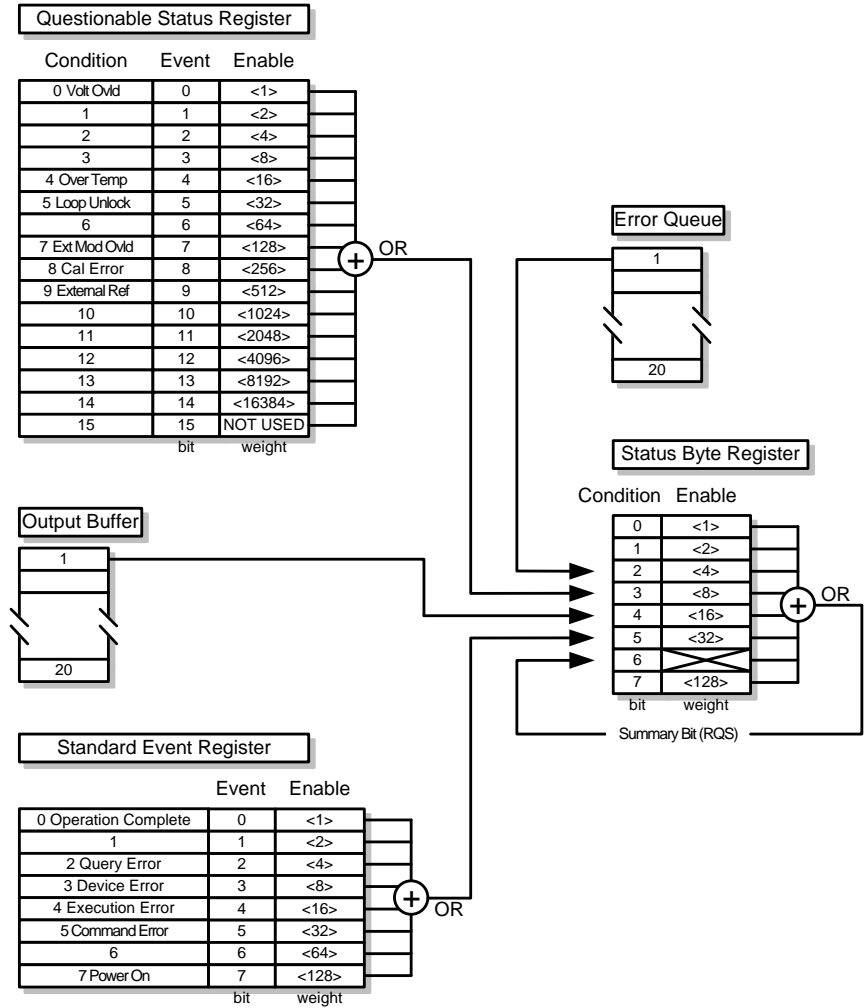 Questionable Status Register
Condition Event Enable
0 Volt Ovld 0 <1>
1 1 <2>
2 2 <4>
3 3 <8>
4 Over Temp 4 <16>
5 Loop Unlock 5 <32>
6 6 <64>
7 Ext Mod Ovld 7 <128>
8 Cal Error 8 <256>
9 External Ref 9 <512>
10 10 <1024>
11 11 <2048>
12 12 <4096>
13 13 <8192>
14 14 <16384>
15 15 NOT USED
bit weight
+ OR
Error Queue
1
20
Status Byte Register
Condition Enable
0 <1>
1 <2>
2 <4>
3 <8>
4 <16>
5 <32>
6
7 <128>
bit weight
+ OR
Summary Bit (RQS)
Output Buffer
1
20
Standard Event Register
Event Enable
0 Operation Complete 0 <1>
1 1 <2>
2 Query Error 2 <4>
3 Device Error 3 <8>
4 Execution Error 4 <16>
5 Command Error 5 <32>
6 6 <64>
7 Power On 7 <128>
bit weight
+ OR